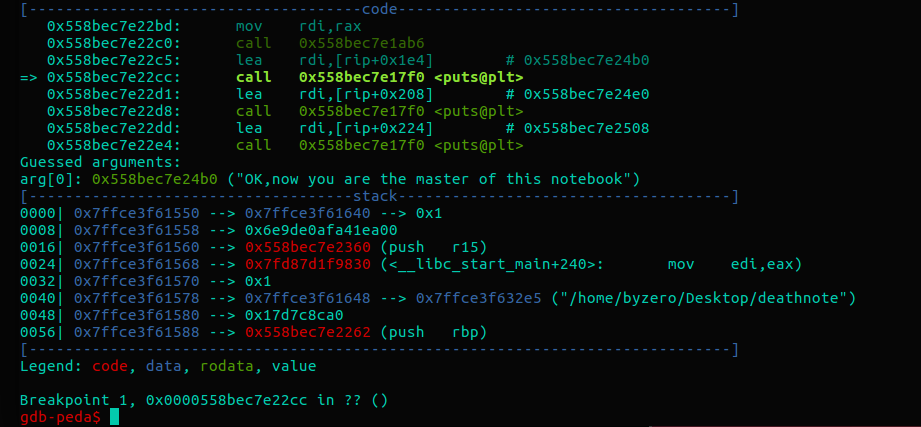 [-------------------------------------code-------------------------------------]
   0x558bec7e22bd:      mov    rdi,rax
   0x558bec7e22c0:      call   0x558bec7e1ab6
   0x558bec7e22c5:      lea    rdi,[rip+0x1e4]        # 0x558bec7e24b0
=> 0x558bec7e22cc:      call   0x558bec7e17f0 <puts@plt>
   0x558bec7e22d1:      lea    rdi,[rip+0x208]        # 0x558bec7e24e0
   0x558bec7e22d8:      call   0x558bec7e17f0 <puts@plt>
   0x558bec7e22dd:      lea    rdi,[rip+0x224]        # 0x558bec7e2508
   0x558bec7e22e4:      call   0x558bec7e17f0 <puts@plt>
Guessed arguments:
arg[0]: 0x558bec7e24b0 ("OK,now you are the master of this notebook")
[------------------------------------stack-------------------------------------]
0000| 0x7ffce3f61550 --> 0x7ffce3f61640 --> 0x1
0008| 0x7ffce3f61558 --> 0x6e9de0afa41ea00
0016| 0x7ffce3f61560 --> 0x558bec7e2360 (push   r15)
0024| 0x7ffce3f61568 --> 0x7fd87d1f9830 (<__libc_start_main+240>:       mov    edi,eax)
0032| 0x7ffce3f61570 --> 0x1
0040| 0x7ffce3f61578 --> 0x7ffce3f61648 --> 0x7ffce3f632e5 ("/home/byzero/Desktop/deathnote")
0048| 0x7ffce3f61580 --> 0x17d7c8ca0
0056| 0x7ffce3f61588 --> 0x558bec7e2262 (push   rbp)
[------------------------------------------------------------------------------]
Legend: code, data, rodata, value
Breakpoint 1, 0x0000558bec7e22cc in ?? ()
gdb-peda$